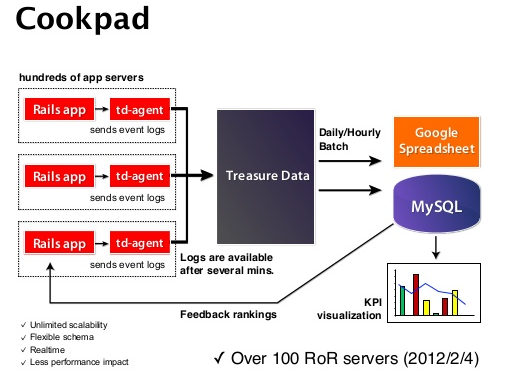 Cookpad
hundreds of app servers
Rails app
td-agent
sends event logs
Rails app
td-agent
sends event logs
Rails app
td-agent
sends event logs
Treasure Data
Logs are available
after several mins.
Daily/Hourly
Batch
Google
Spreadsheet
MySQL
KPI
visualization
Feedback rankings
✓ Unlimited scalability
✓ Flexible schema
✓ Realtime
✓ Less performance impact
✓ Over 100 RoR servers (2012/2/4)